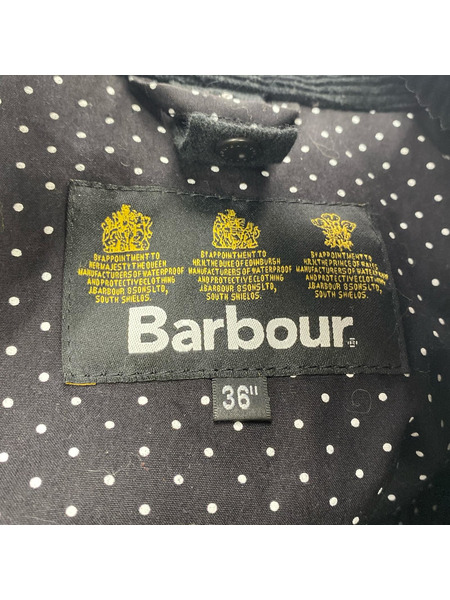 BY APPOINTMENT TO
HER MAJESTY THE QUEEN
MANUFACTURERS OF WATERPROOF
AND PROTECTIVE CLOTHING
J.BARBOUR & SONS LTD,
SOUTH SHIELDS.
BY APPOINTMENT TO
H.R.H. THE DUKE OF EDINBURGH
MANUFACTURERS OF WATERPROOF
AND PROTECTIVE CLOTHING
J.BARBOUR & SONS LTD,
SOUTH SHIELDS.
BY APPOINTMENT TO
H.R.H. THE PRINCE OF WALES
MANUFACTURERS OF WATERPROOF
AND PROTECTIVE CLOTHING
J.BARBOUR & SONS LTD,
SOUTH SHIELDS.
Barbour
36"